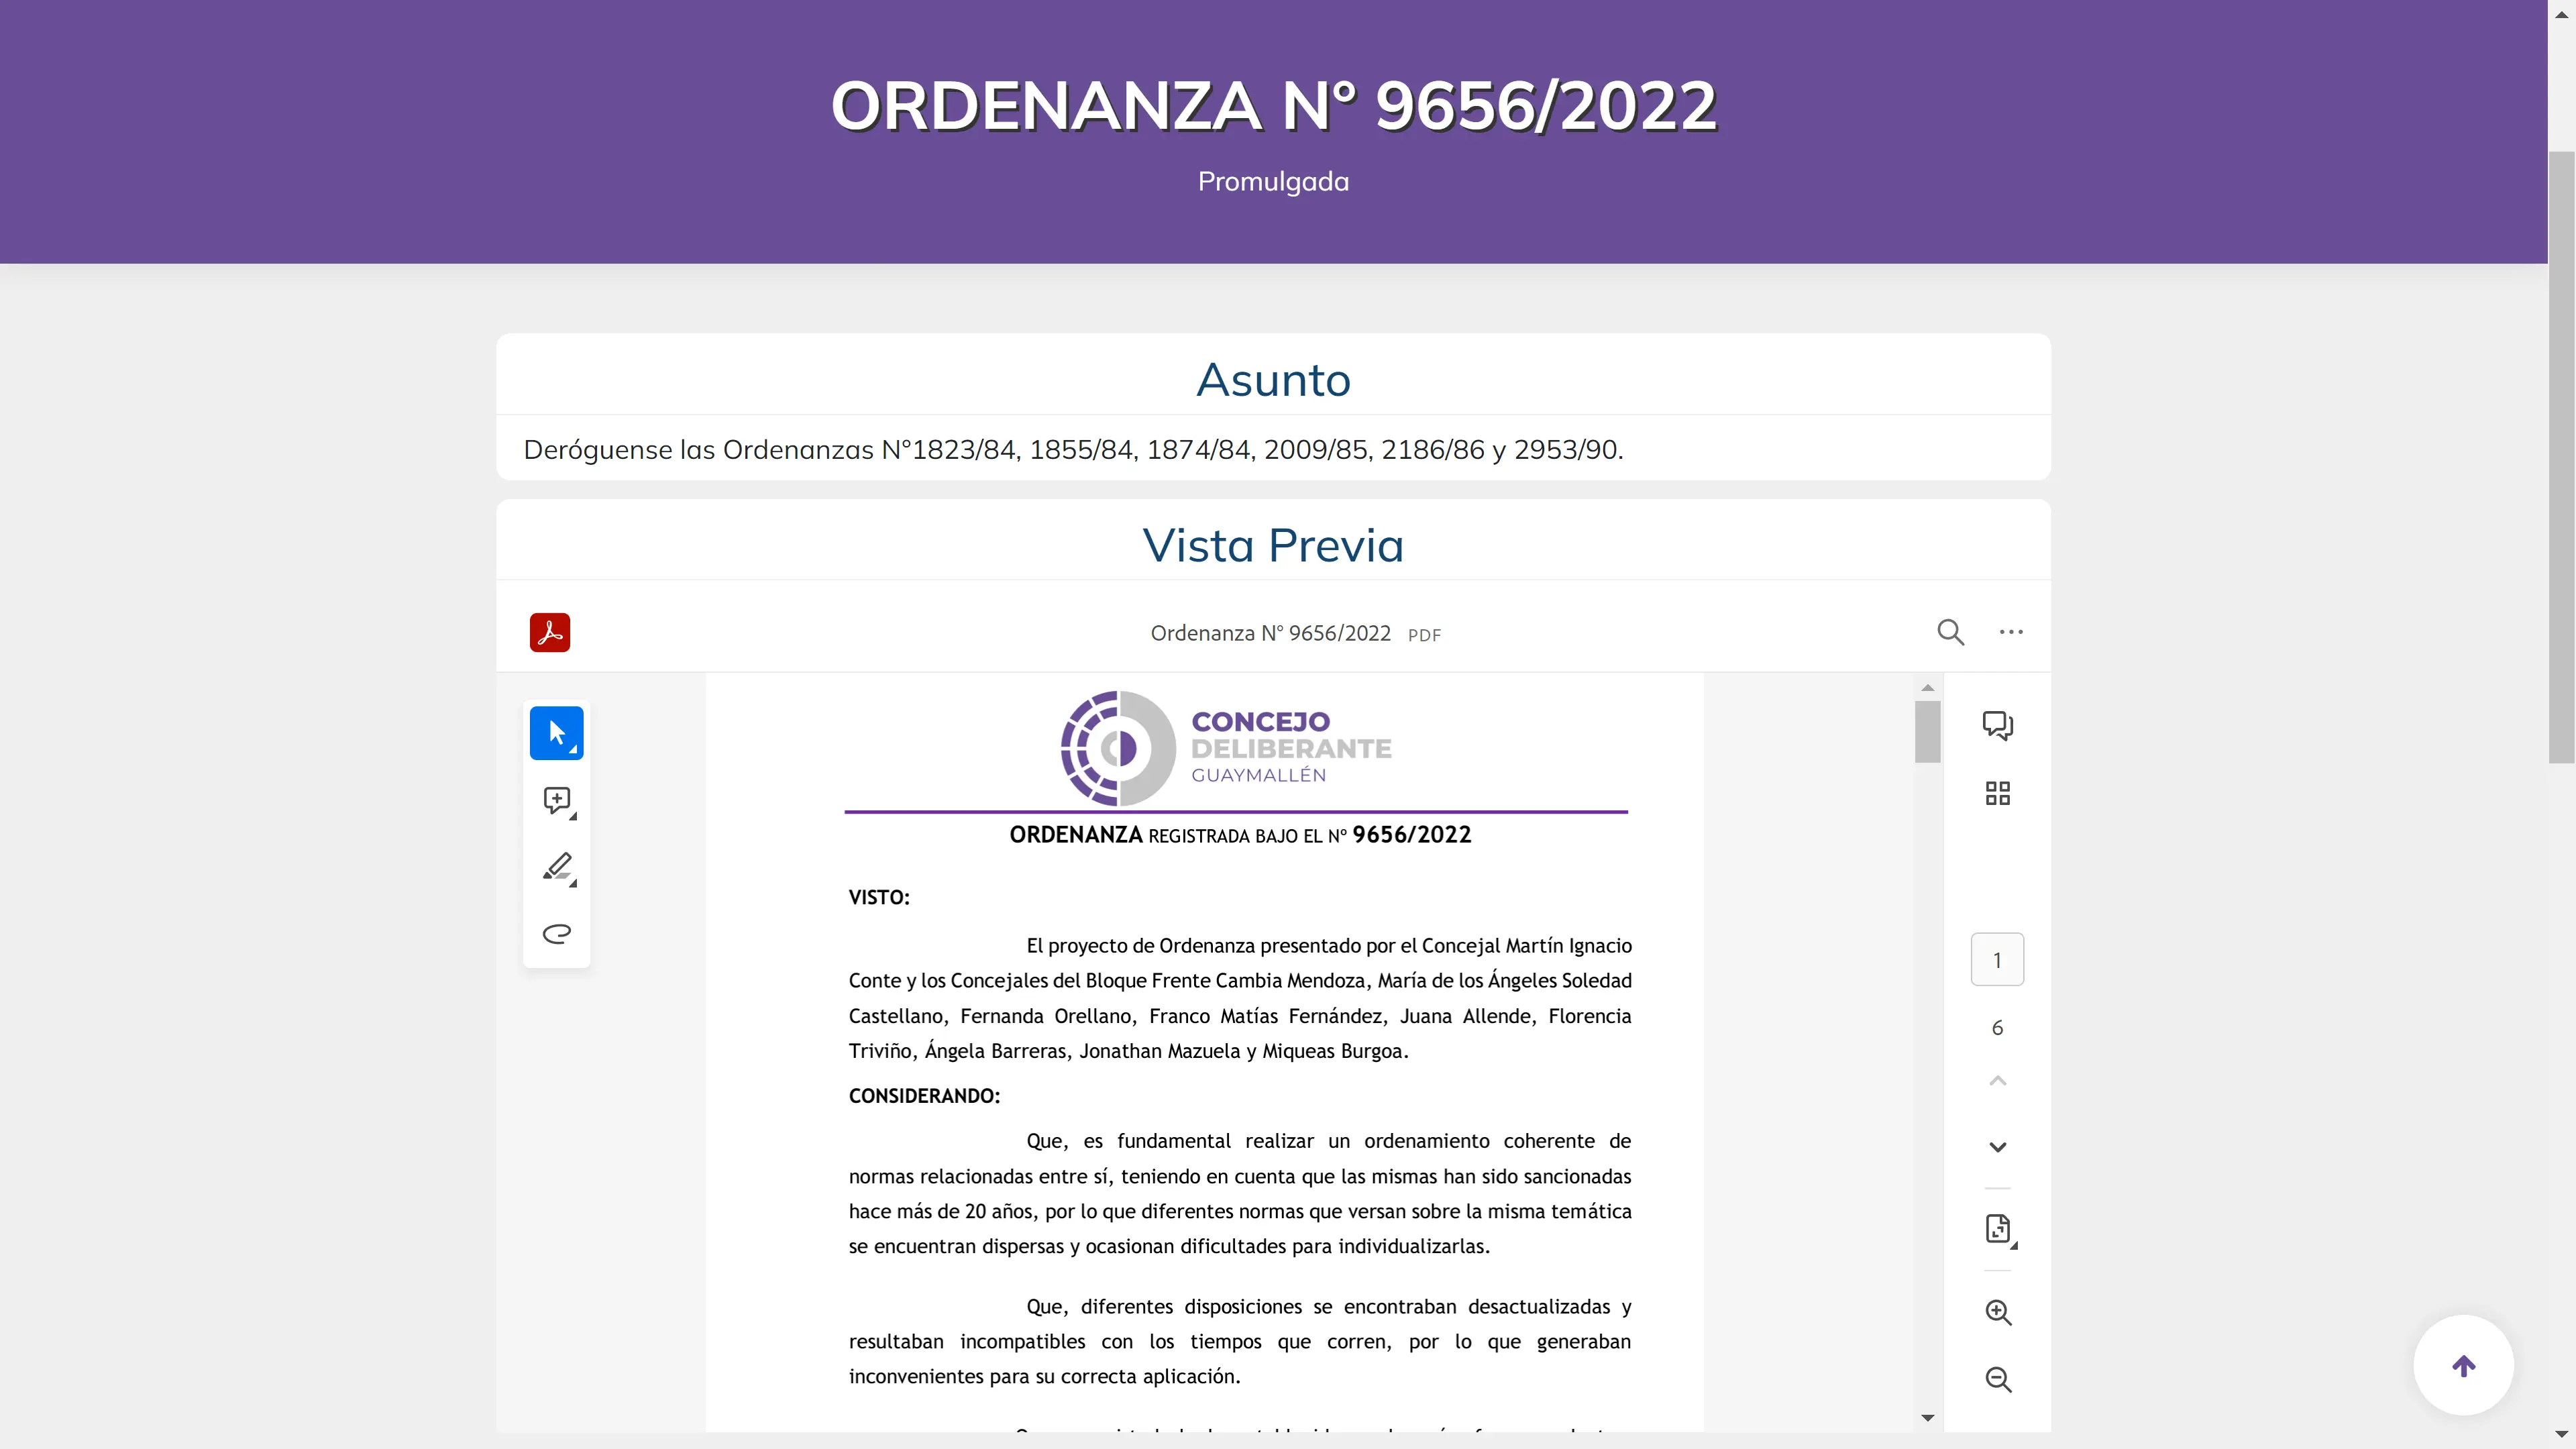 ORDENANZA N° 9656/2022
Promulgada
Asunto
Deróguense las Ordenanzas N°1823/84, 1855/84, 1874/84, 2009/85, 2186/86 y 2953/90.
Vista Previa
Ordenanza N° 9656/2022 PDF
CONCEJO
DELIBERANTE
GUAYMALLÉN
ORDENANZA REGISTRADA BAJO EL Nº 9656/2022
VISTO:
El proyecto de Ordenanza presentado por el Concejal Martín Ignacio
Conte y los Concejales del Bloque Frente Cambia Mendoza, María de los Ángeles Soledad
Castellano, Fernanda Orellano, Franco Matías Fernández, Juana Allende, Florencia
Triviño, Ángela Barreras, Jonathan Mazuela y Miqueas Burgoa.
CONSIDERANDO:
Que, es fundamental realizar un ordenamiento coherente de
normas relacionadas entre sí, teniendo en cuenta que las mismas han sido sancionadas
hace más de 20 años, por lo que diferentes normas que versan sobre la misma temática
se encuentran dispersas y ocasionan dificultades para individualizarlas.
Que, diferentes disposiciones se encontraban desactualizadas y
resultaban incompatibles con los tiempos que corren, por lo que generaban
inconvenientes para su correcta aplicación.
1
6